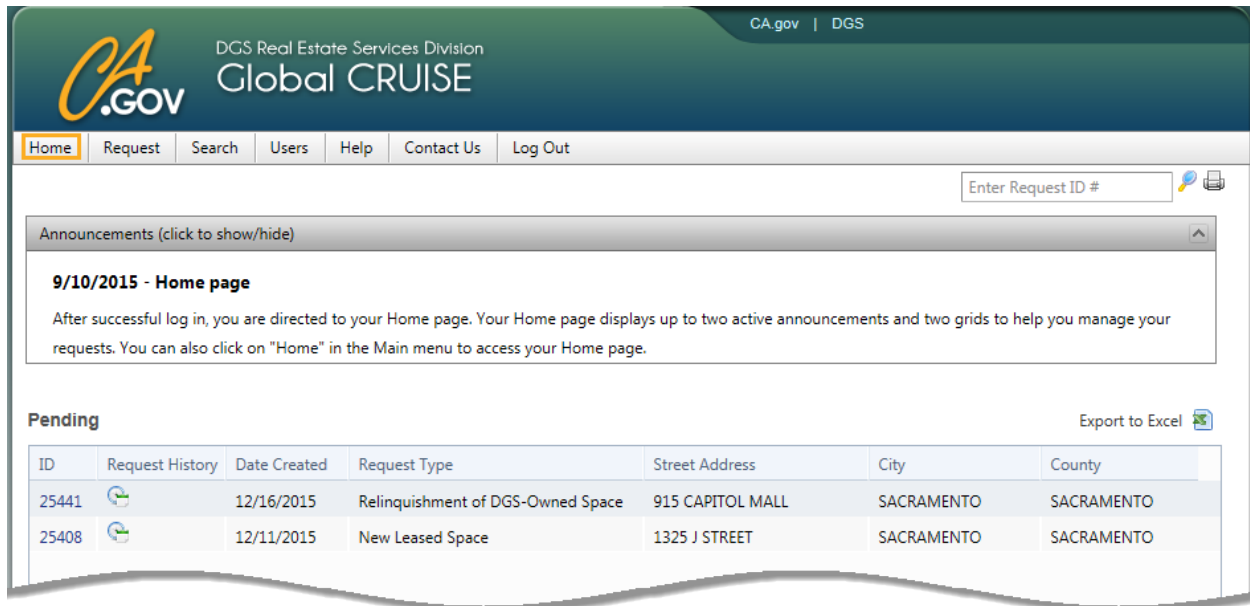 CA.gov | DGS
CA.GOV
DGS Real Estate Services Division
Global CRUISE
Home Request Search Users Help Contact Us Log Out
Enter Request ID #
Announcements (click to show/hide)
9/10/2015 - Home page
After successful log in, you are directed to your Home page. Your Home page displays up to two active announcements and two grids to help you manage your
requests. You can also click on "Home" in the Main menu to access your Home page.
Pending Export to Excel
ID Request History Date Created Request Type Street Address City County
25441 12/16/2015 Relinquishment of DGS-Owned Space 915 CAPITOL MALL SACRAMENTO SACRAMENTO
25408 12/11/2015 New Leased Space 1325 J STREET SACRAMENTO SACRAMENTO